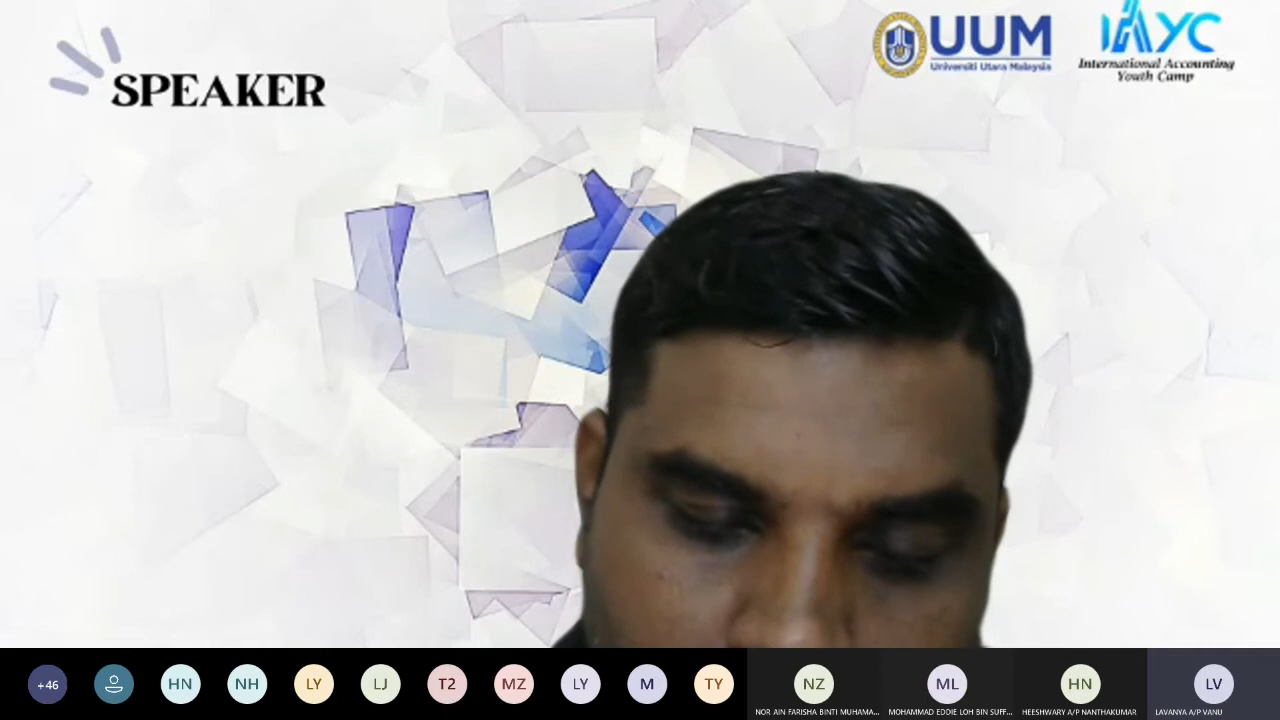 SPEAKER
UUM
Universiti Utara Malaysia
IAYC
International Accounting
Youth Camp
+46
HN
NH
LY
LJ
T2
MZ
LY
M
TY
NZ
ML
HN
LV
NOR AIN FARISHA BINTI MUHAMA...
MOHAMMAD EDDIE LOH BIN SUFF...
HEESHWARY A/P NANTHAKUMAR
LAVANYA A/P VANU